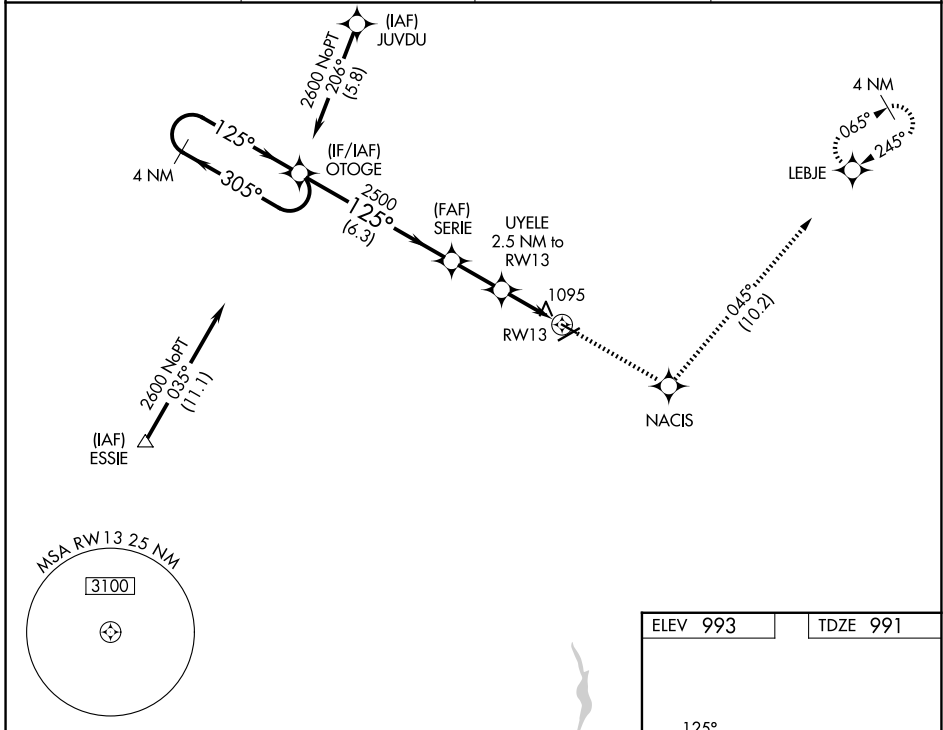 (IAF)
JUVDU
2600 NoPT
206°
(5.8)
4 NM
065°
245°
LEBJE
125°
305°
4 NM
(IF/IAF)
OTOGE
2500
125°
(6.3)
(FAF)
SERIE
UYELE
2.5 NM to
RW13
1095
RW13
045°
(10.2)
NACIS
2600 NoPT
035°
(11.1)
(IAF)
ESSIE
MSA RW13 25 NM
3100
ELEV 993
TDZE 991
125°